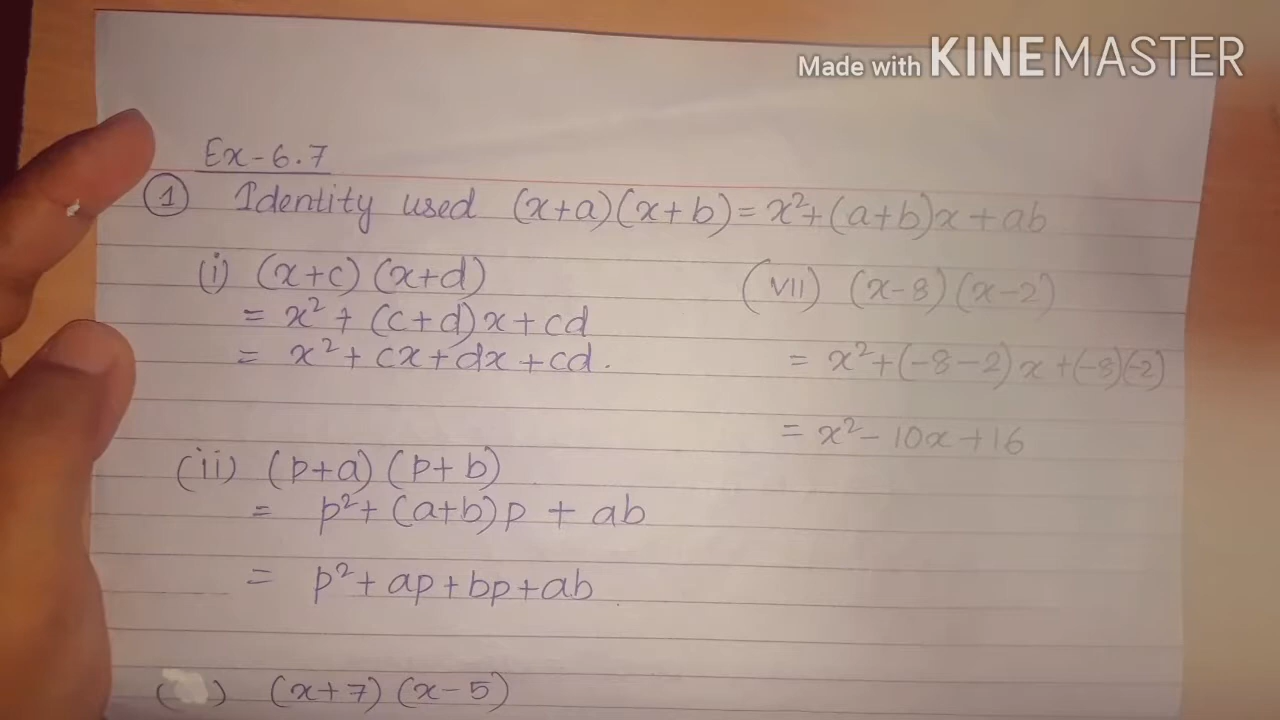 Made with KINEMASTER
Ex-6.7
① Identity used (x+a)(x+b)=x²+(a+b)x+ab
(i) (x+c)(x+d)
= x²+(c+d)x+cd
= x²+cx+dx+cd.
(ii) (p+a)(p+b)
= p²+(a+b)p+ab
= p²+ap+bp+ab
( ) (x+7)(x-5)
(VII) (x-8)(x-2)
= x²+(-8-2)x+(-8)(-2)
= x²-10x+16